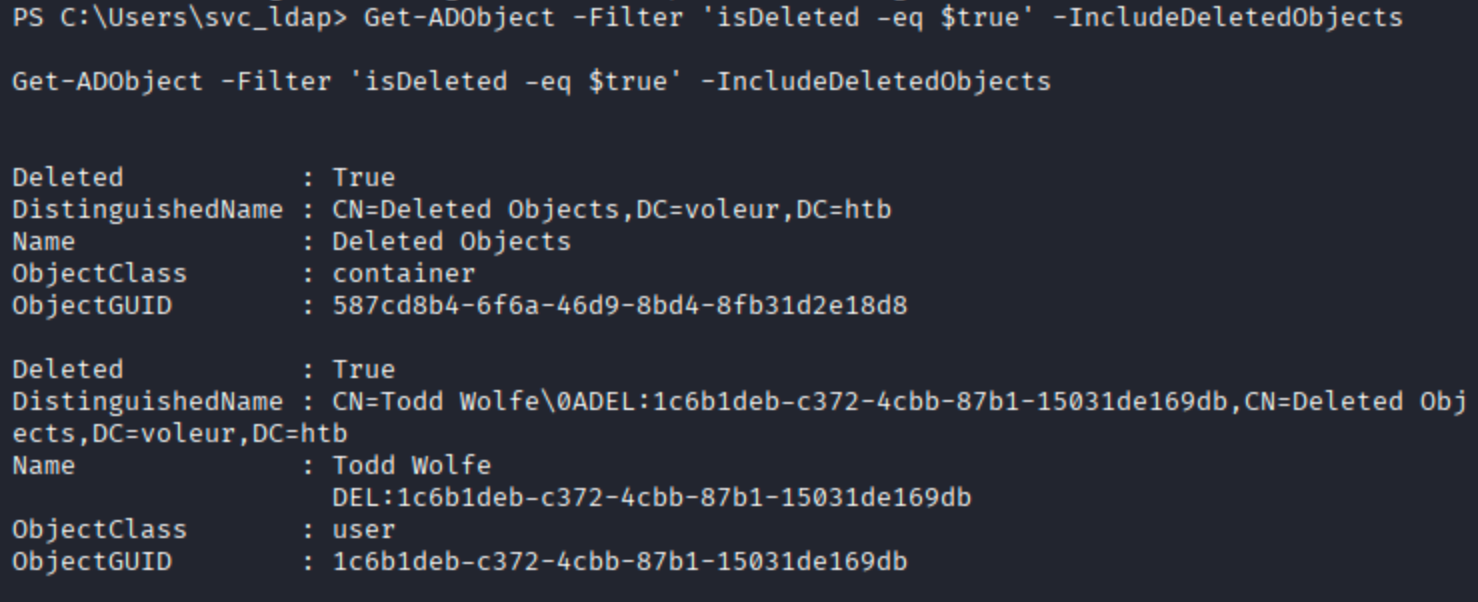 PS C:\Users\svc_ldap> Get-ADObject -Filter 'isDeleted -eq $true' -IncludeDeletedObjects
Get-ADObject -Filter 'isDeleted -eq $true' -IncludeDeletedObjects
Deleted : True
DistinguishedName : CN=Deleted Objects,DC=voleur,DC=htb
Name : Deleted Objects
ObjectClass : container
ObjectGUID : 587cd8b4-6f6a-46d9-8bd4-8fb31d2e18d8
Deleted : True
DistinguishedName : CN=Todd Wolfe\0ADEL:1c6b1deb-c372-4cbb-87b1-15031de169db,CN=Deleted Obj
ects,DC=voleur,DC=htb
Name : Todd Wolfe
DEL:1c6b1deb-c372-4cbb-87b1-15031de169db
ObjectClass : user
ObjectGUID : 1c6b1deb-c372-4cbb-87b1-15031de169db